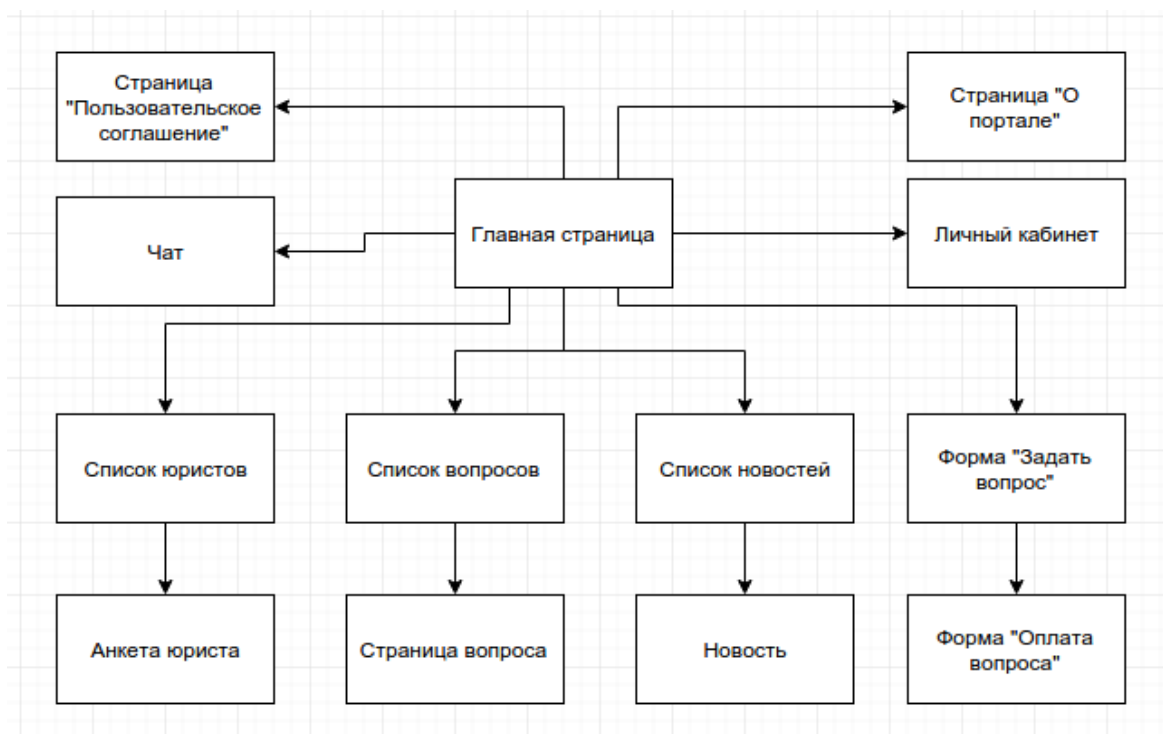 Страница
"Пользовательское
соглашение"
Страница "О
портале"
Главная страница
Чат
Личный кабинет
Список юристов
Список вопросов
Список новостей
Форма "Задать
вопрос"
Анкета юриста
Страница вопроса
Новость
Форма "Оплата
вопроса"